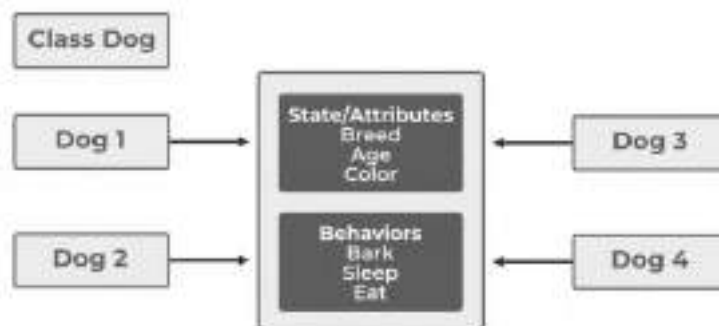 Class Dog
Dog 1
Dog 2
State/Attributes
Breed
Age
Color
Behaviors
Bark
Sleep
Eat
Dog 3
Dog 4